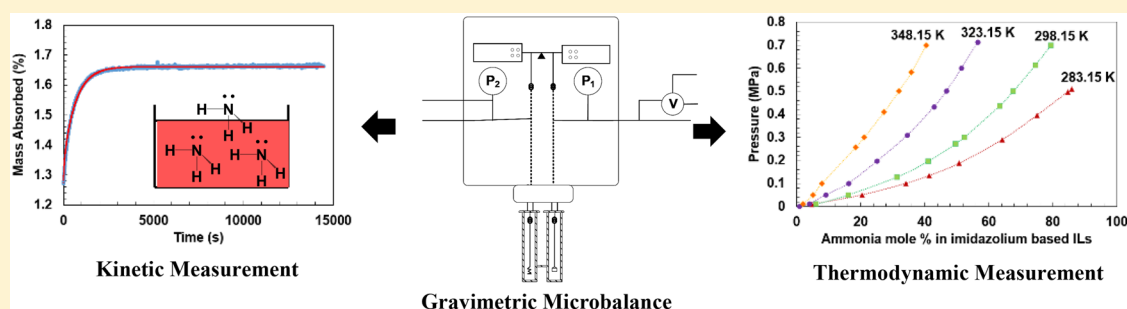 1.8
1.7
1.6
1.5
1.4
1.3
1.2
Mass Absorbed (%)
H N H
H
H N H
H
H N H
H
0 5000 10000 15000
Time (s)
Kinetic Measurement
P2 P1
V
Gravimetric Microbalance
0.8
0.7
0.6
0.5
0.4
0.3
0.2
0.1
0
Pressure (MPa)
348.15 K 323.15 K 298.15 K
283.15 K
0 20 40 60 80 100
Ammonia mole % in imidazolium based ILs
Thermodynamic Measurement